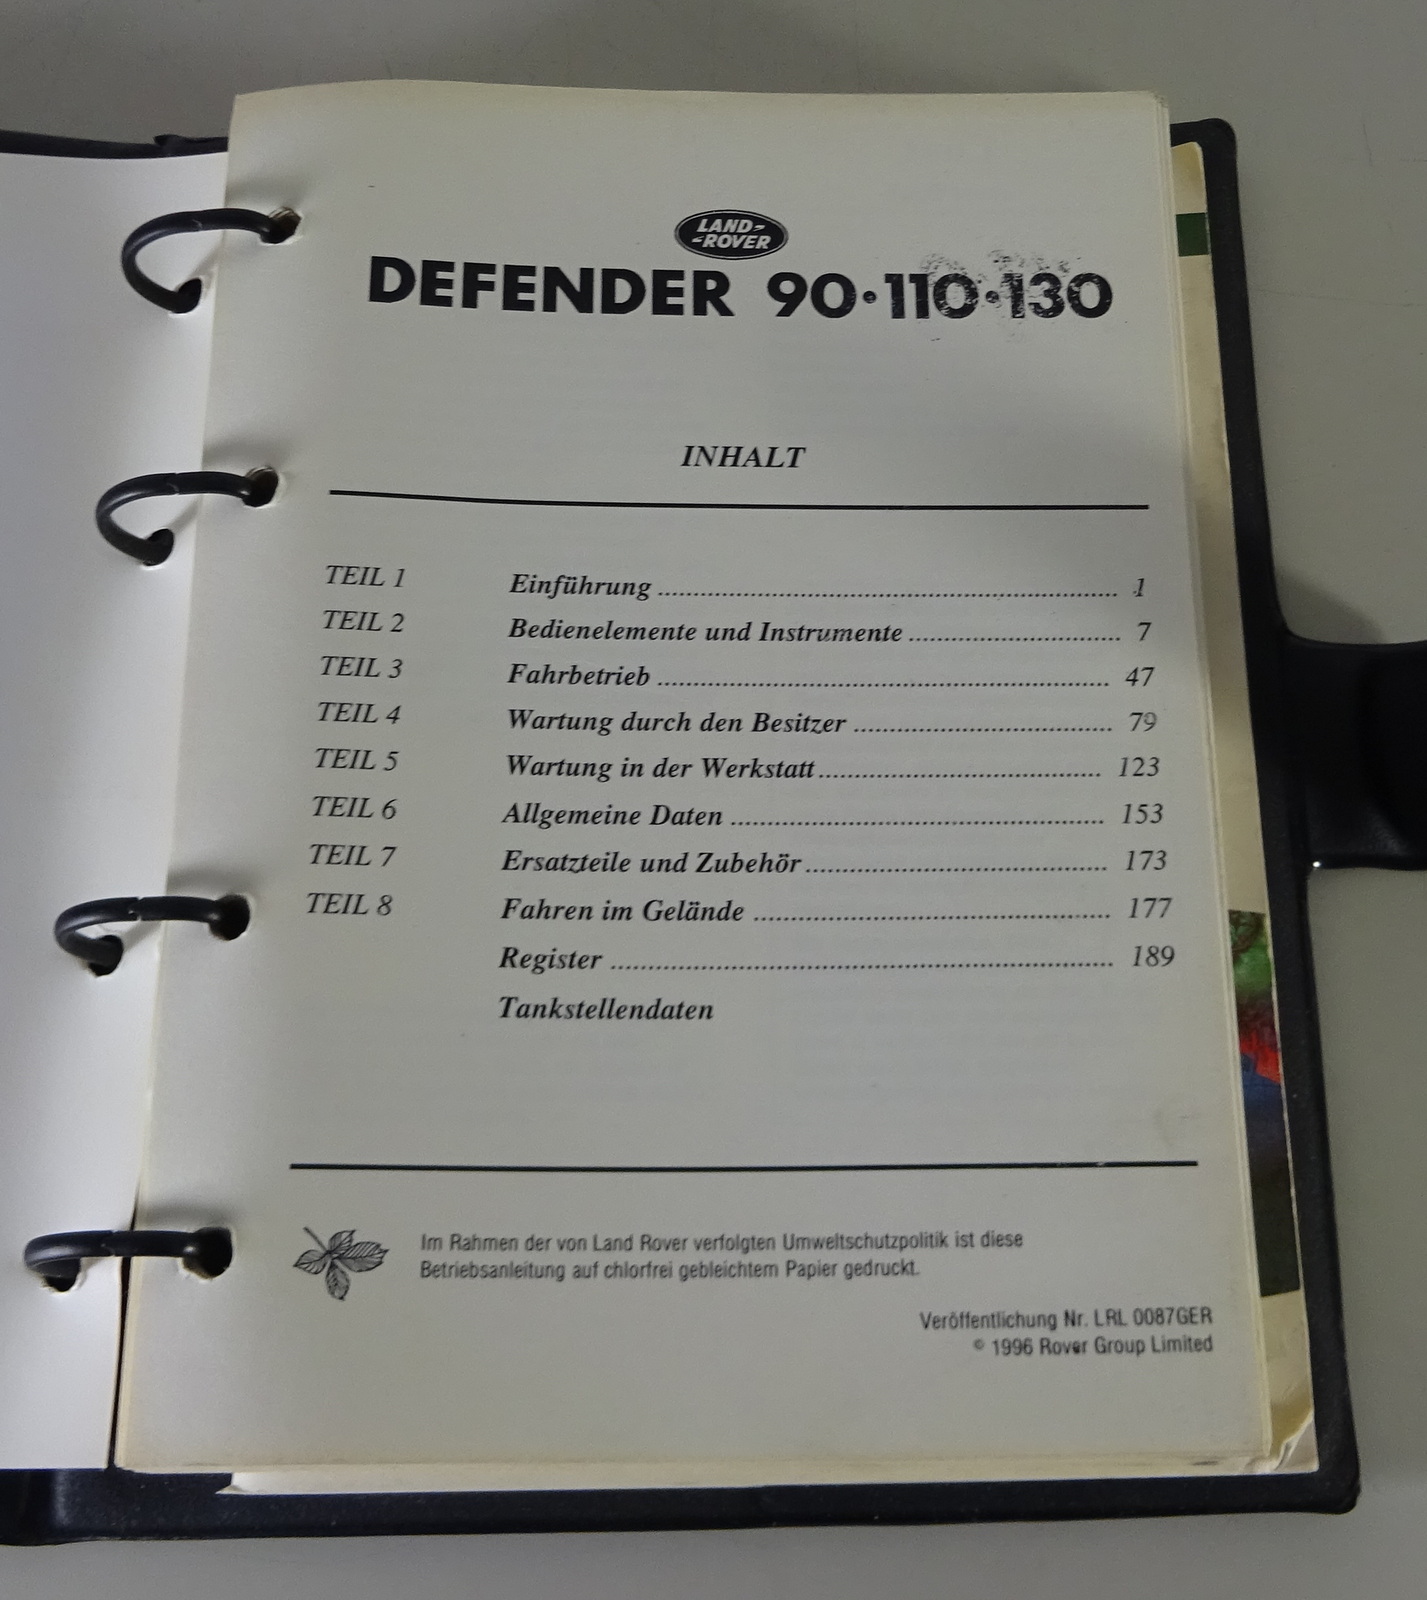 LAND-
-ROVER
DEFENDER 90·110·130
INHALT
TEIL 1 Einführung 1
TEIL 2 Bedienelemente und Instrumente 7
TEIL 3 Fahrbetrieb 47
TEIL 4 Wartung durch den Besitzer 79
TEIL 5 Wartung in der Werkstatt 123
TEIL 6 Allgemeine Daten 153
TEIL 7 Ersatzteile und Zubehör 173
TEIL 8 Fahren im Gelände 177
Register 189
Tankstellendaten
Im Rahmen der von Land Rover verfolgten Umweltschutzpolitik ist diese
Betriebsanleitung auf chlorfrei gebleichtem Papier gedruckt.
Veröffentlichung Nr. LRL 0087GER
© 1996 Rover Group Limited